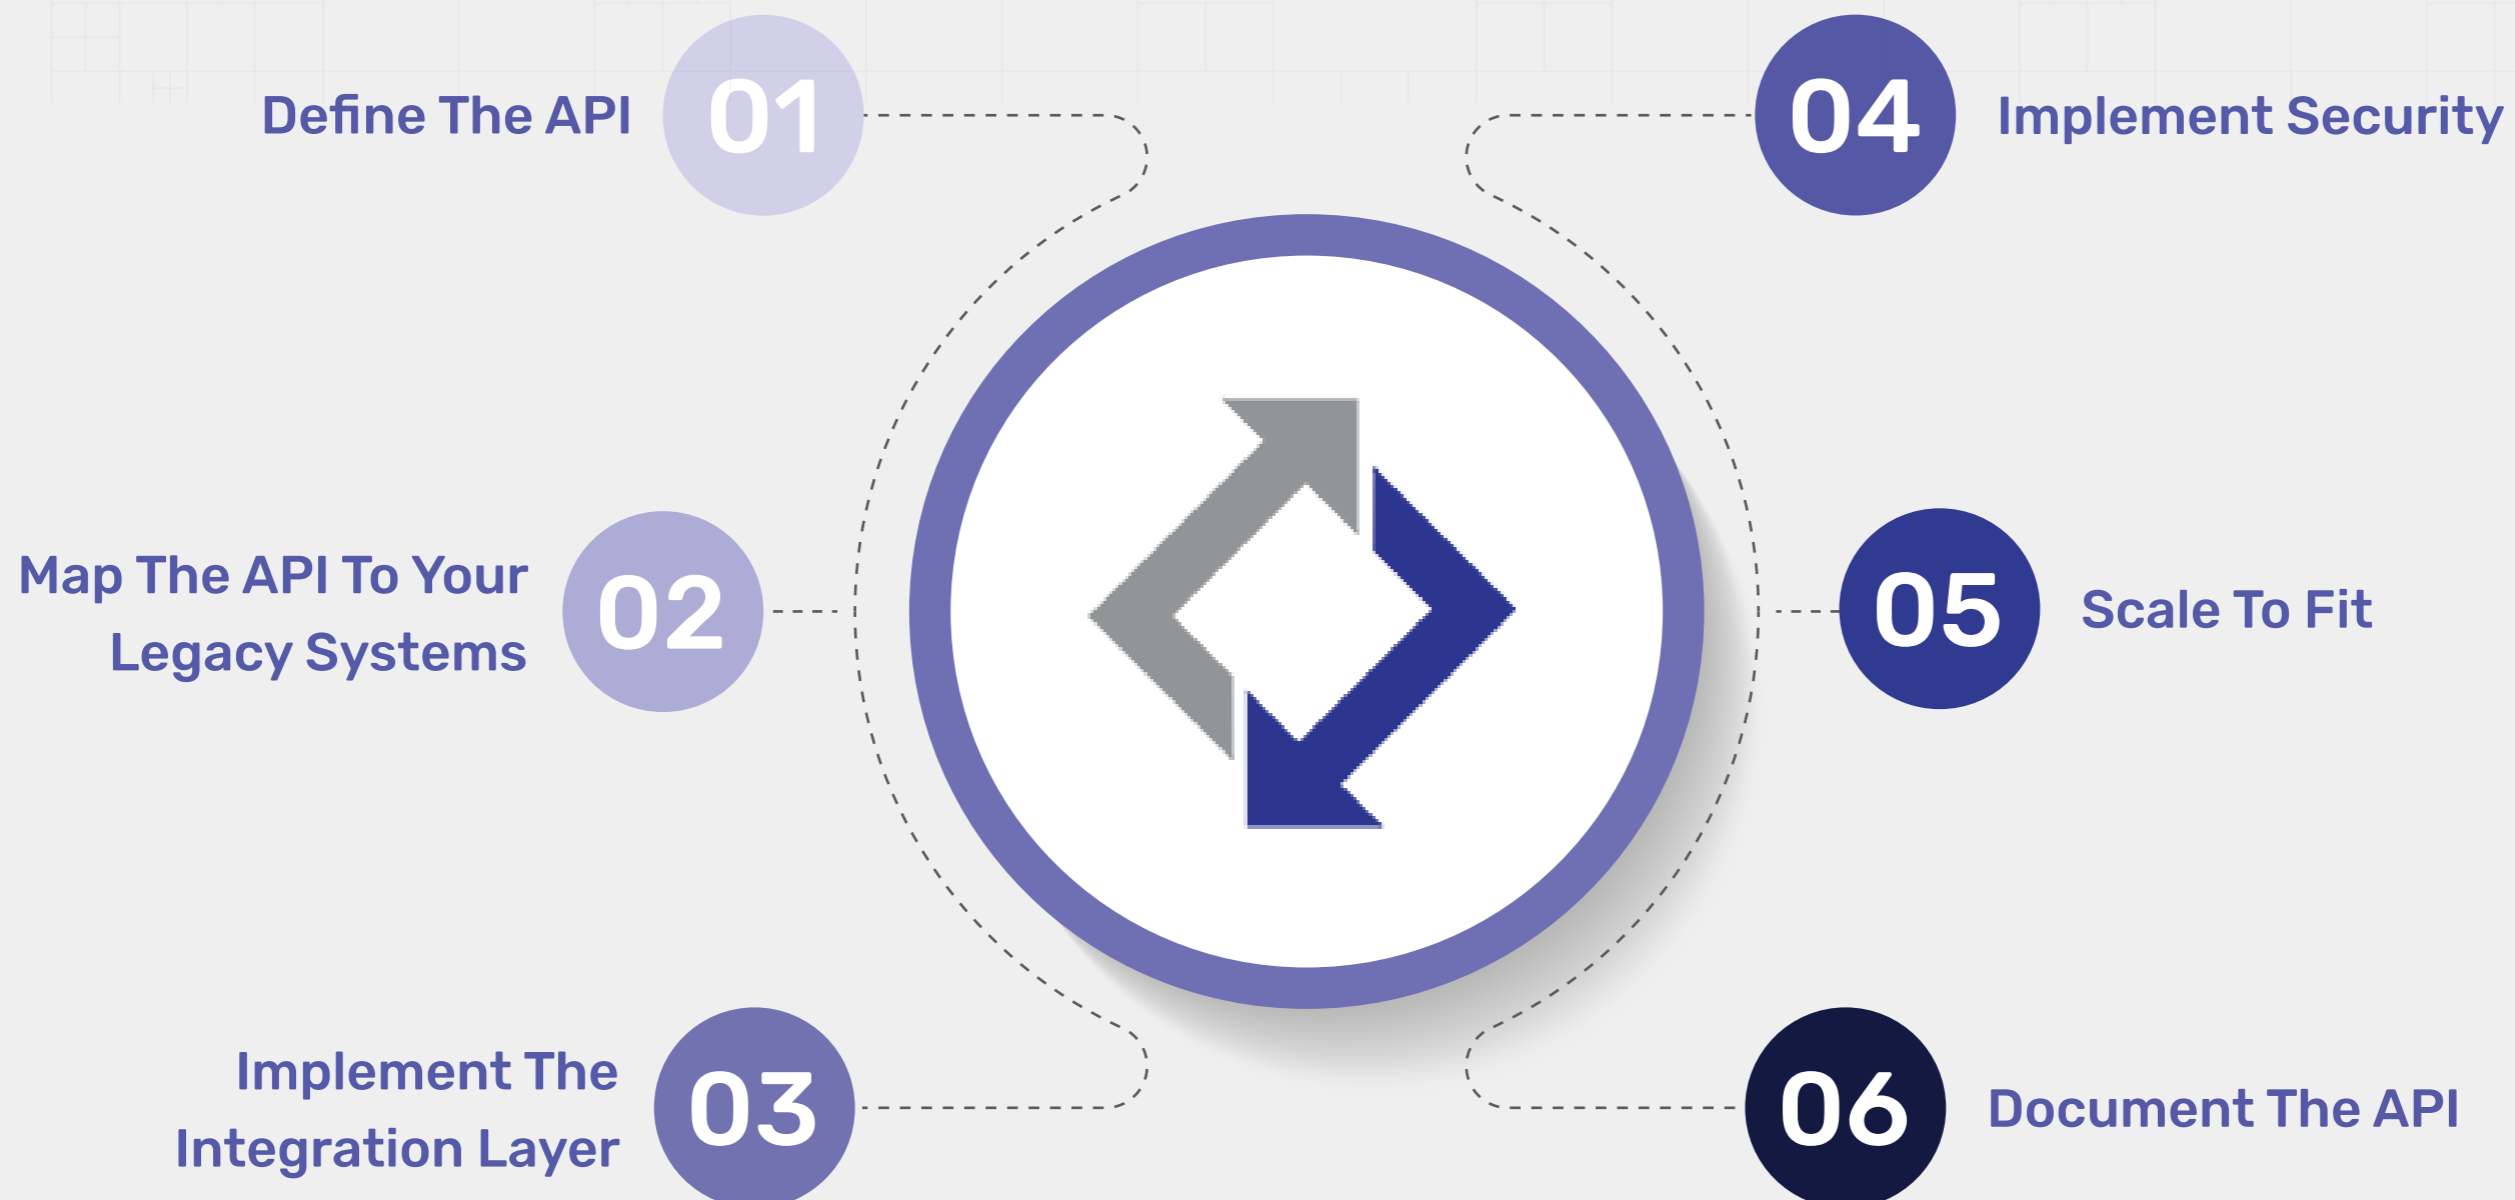 01
Define The API
02
Map The API To Your
Legacy Systems
03
Implement The
Integration Layer
04
Implement Security
05
Scale To Fit
06
Document The API